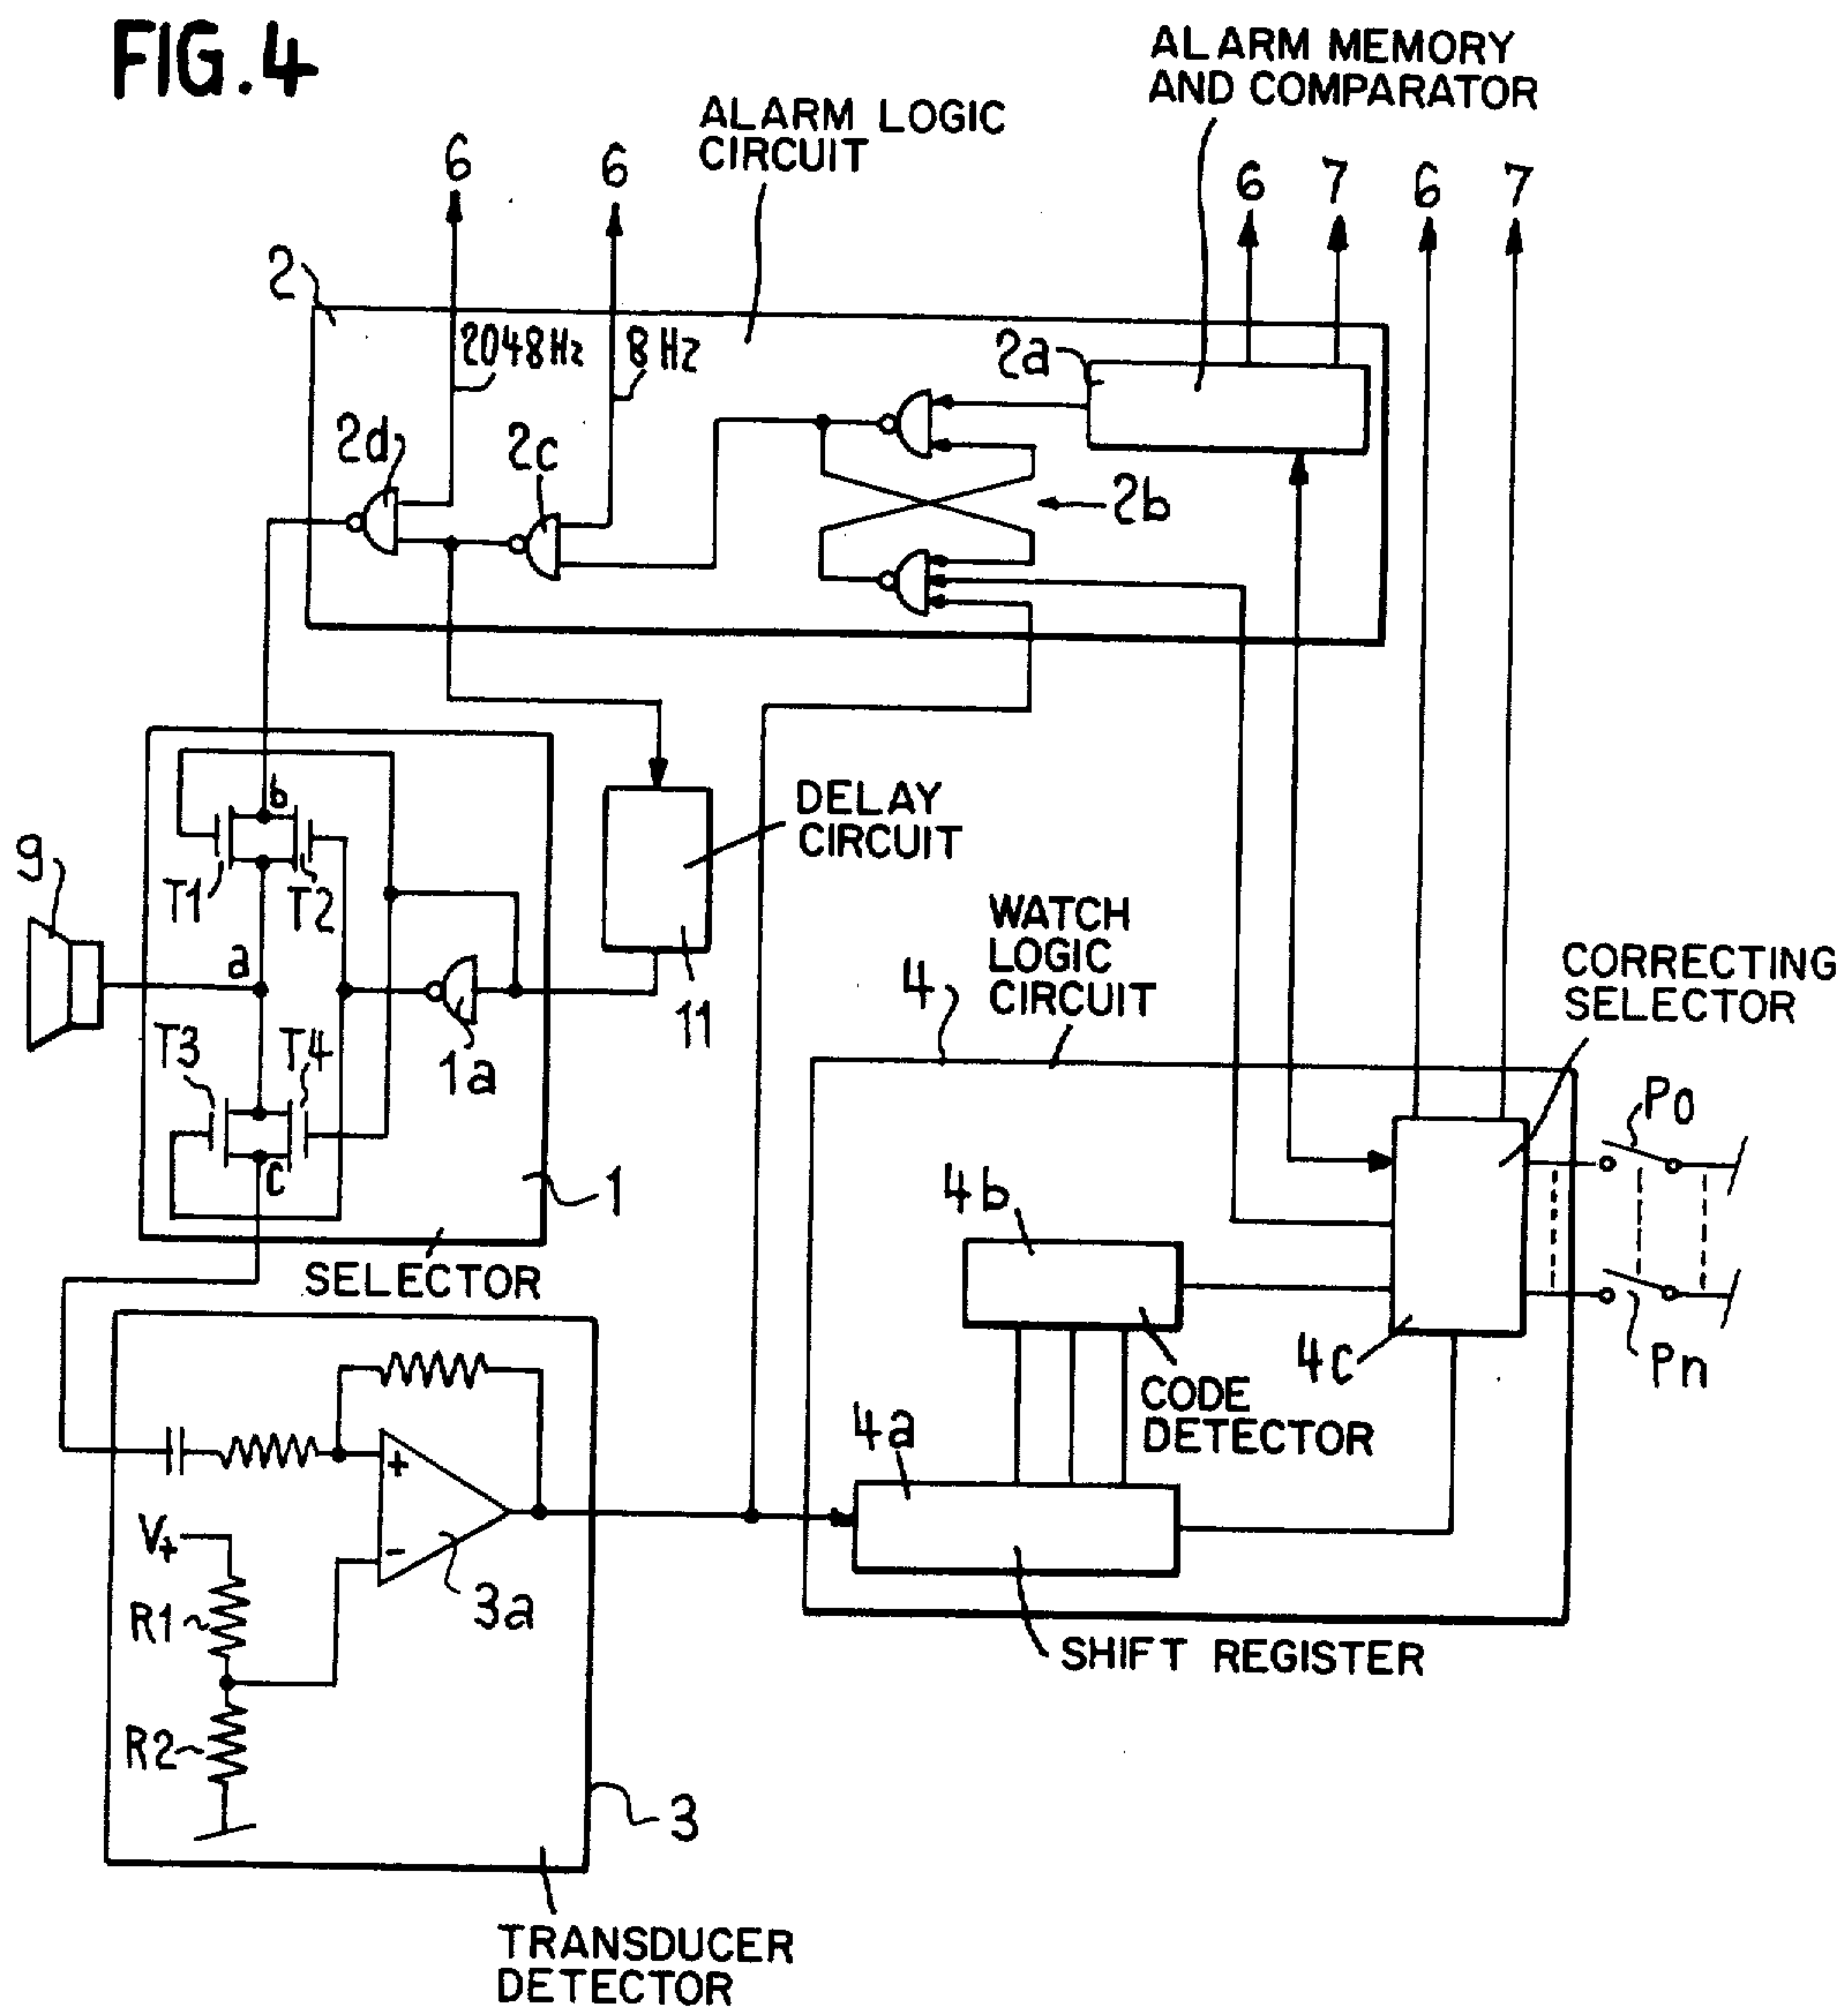 FIG.4
ALARM MEMORY
AND COMPARATOR
ALARM LOGIC
CIRCUIT
6
6
6
7
6
7
2
2048Hz
8Hz
2a
2d
2c
2b
b
DELAY
CIRCUIT
9
T1
T2
WATCH
LOGIC
CIRCUIT
CORRECTING
SELECTOR
a
4
11
T3
T4
1a
P0
4b
C
1
SELECTOR
4c
Pn
CODE
DETECTOR
4a
+
V+
-
3a
R1
SHIFT REGISTER
R2
3
TRANSDUCER
DETECTOR